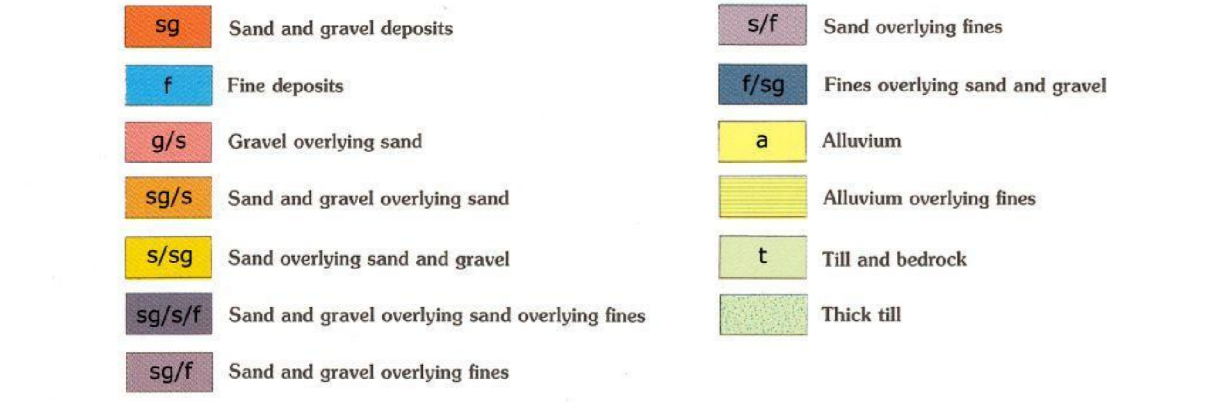 sg Sand and gravel deposits
f Fine deposits
g/s Gravel overlying sand
sg/s Sand and gravel overlying sand
s/sg Sand overlying sand and gravel
sg/s/f Sand and gravel overlying sand overlying fines
sg/f Sand and gravel overlying fines
s/f Sand overlying fines
f/sg Fines overlying sand and gravel
a Alluvium
Alluvium overlying fines
t Till and bedrock
Thick till